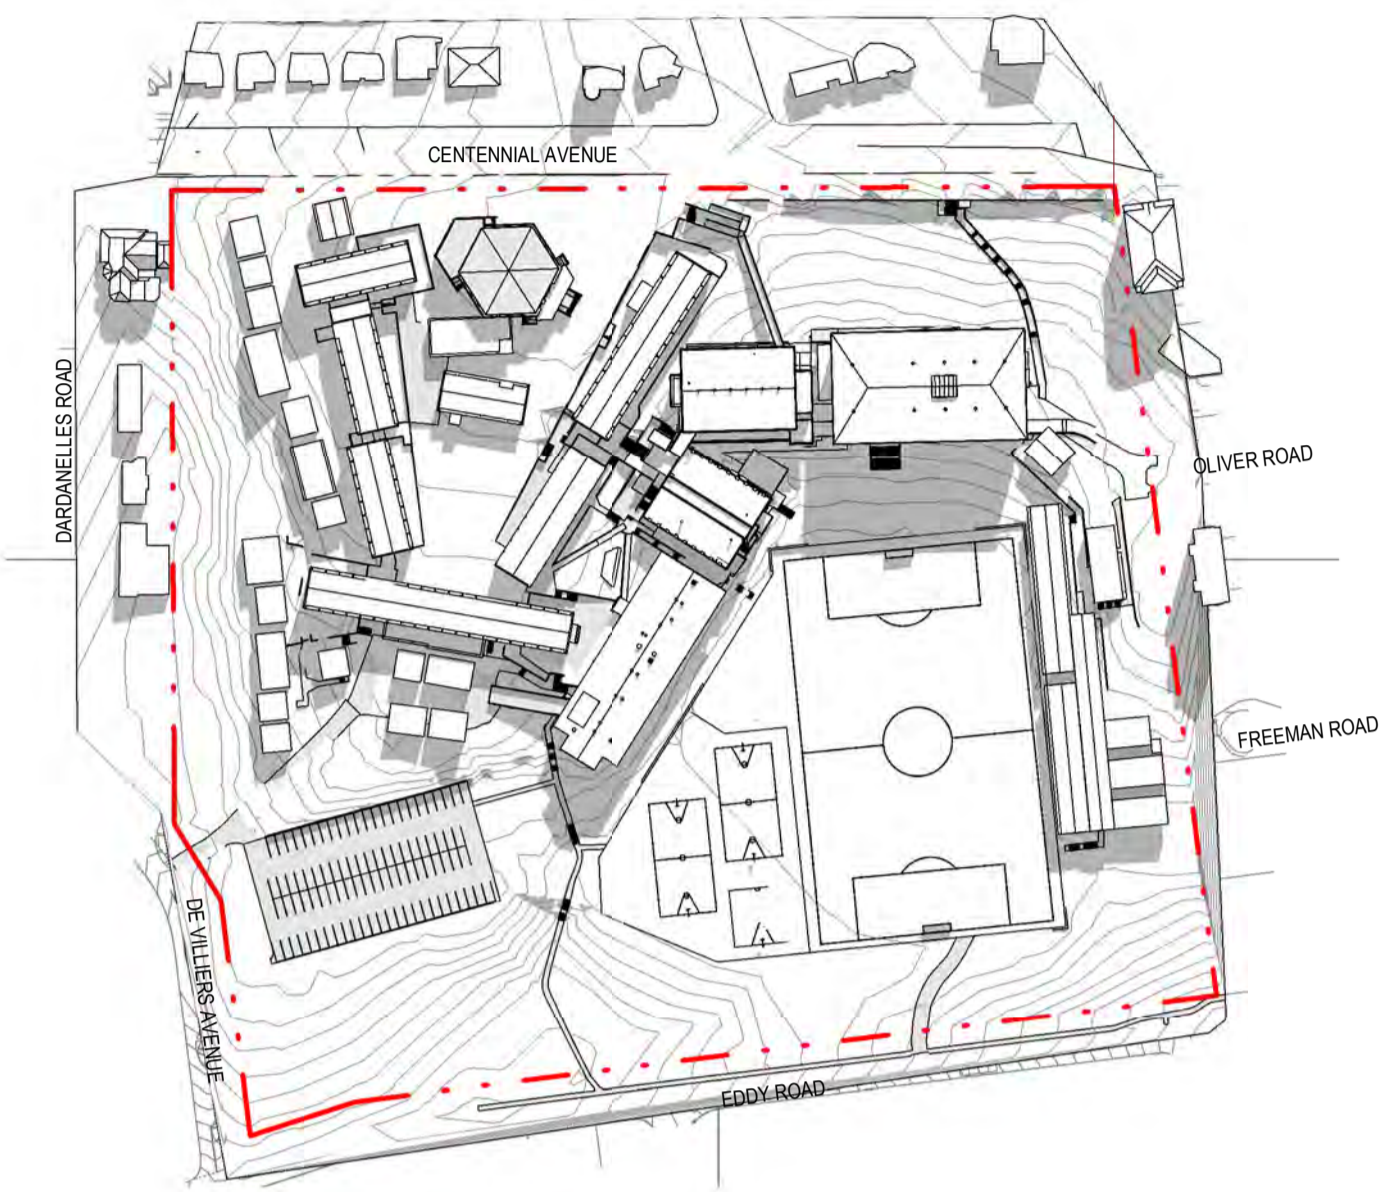 CENTENNIAL AVENUE
DARDANELLES ROAD
OLIVER ROAD
FREEMAN ROAD
DE VILLIERS AVENUE
EDDY ROAD